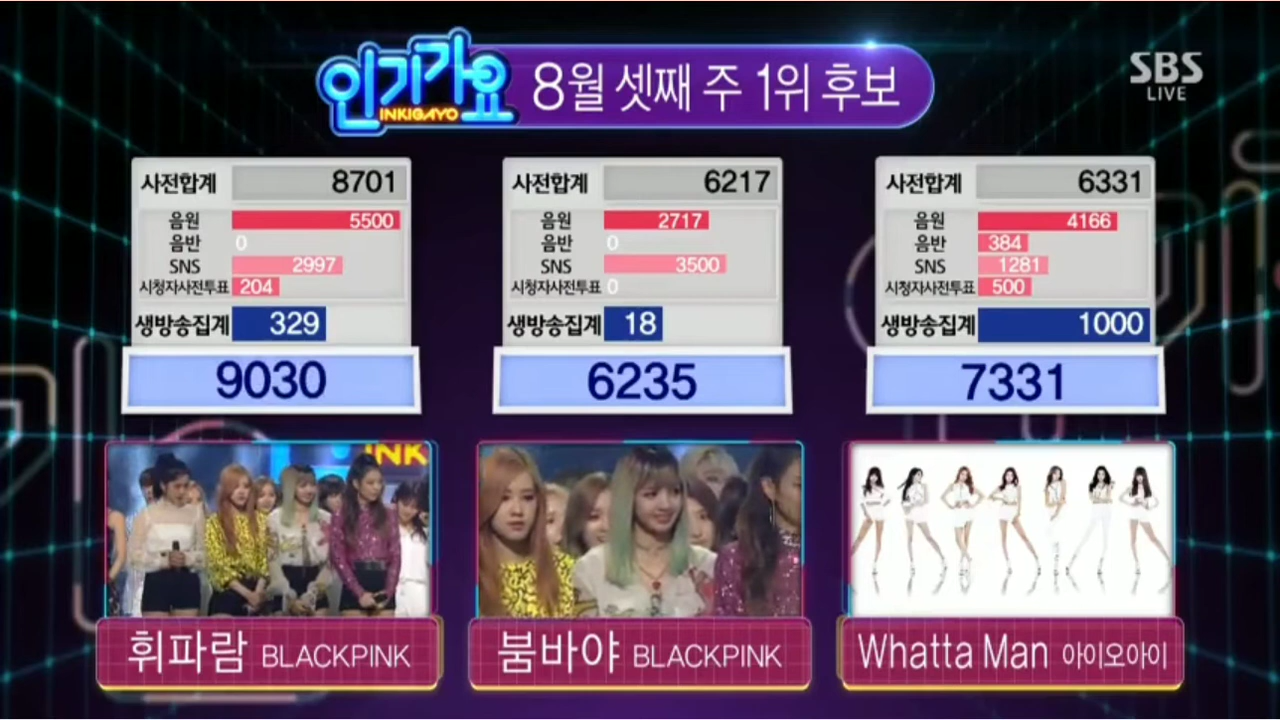 인기가요
INKIGAYO
8월 셋째 주 1위 후보
SBS
LIVE
사전합계 8701
음원 5500
음반 0
SNS 2997
시청자사전투표 204
생방송집계 329
9030
사전합계 6217
음원 2717
음반 0
SNS 3500
시청자사전투표 0
생방송집계 18
6235
사전합계 6331
음원 4166
음반 384
SNS 1281
시청자사전투표 500
생방송집계 1000
7331
INK
휘파람 BLACKPINK
붐바야 BLACKPINK
Whatta Man 아이오아이